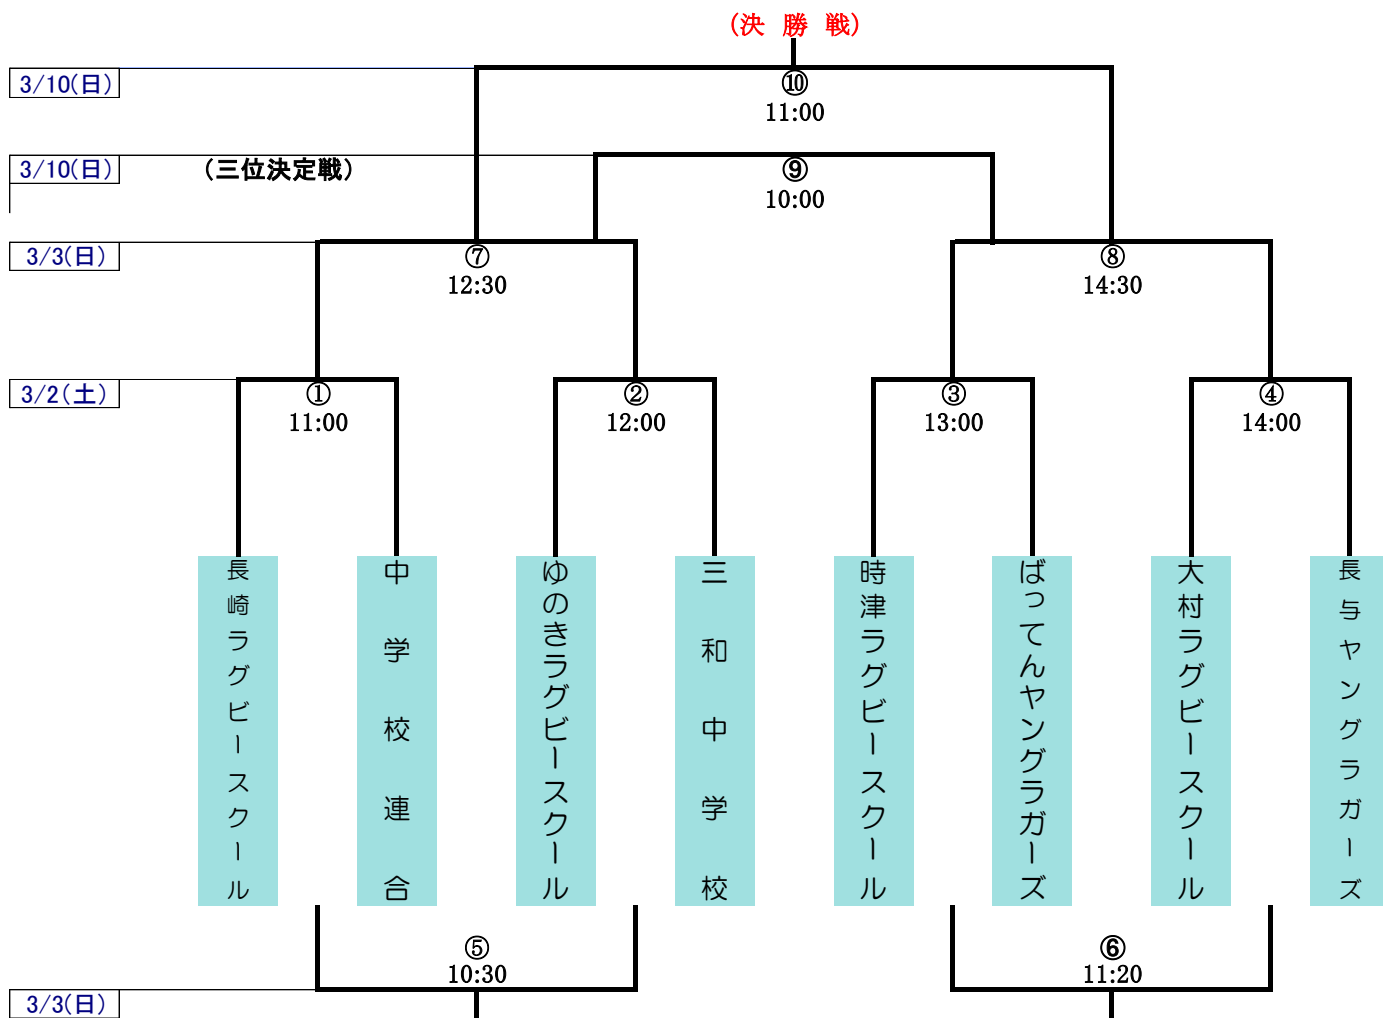 (決 勝 戦)
3/10(日)
⑩
11:00
3/10(日)
(三位決定戦)
⑨
10:00
3/3(日)
⑦
12:30
⑧
14:30
3/2(土)
①
11:00
②
12:00
③
13:00
④
14:00
長崎ラグビースクール
中学校連合
ゆのきラグビースクール
三和中学校
時津ラグビースクール
ばってんヤングラガーズ
大村ラグビースクール
長与ヤングラガーズ
⑤
10:30
⑥
11:20
3/3(日)